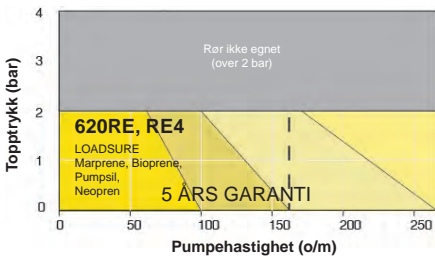 Topptrykk (bar)
4
3
2
1
0
Rør ikke egnet
(over 2 bar)
620RE, RE4
LOADSURE
Marprene, Bioprene,
Pumpsil,
Neopren
5 ÅRS GARANTI
0
50
100
150
200
250
Pumpehastighet (o/m)